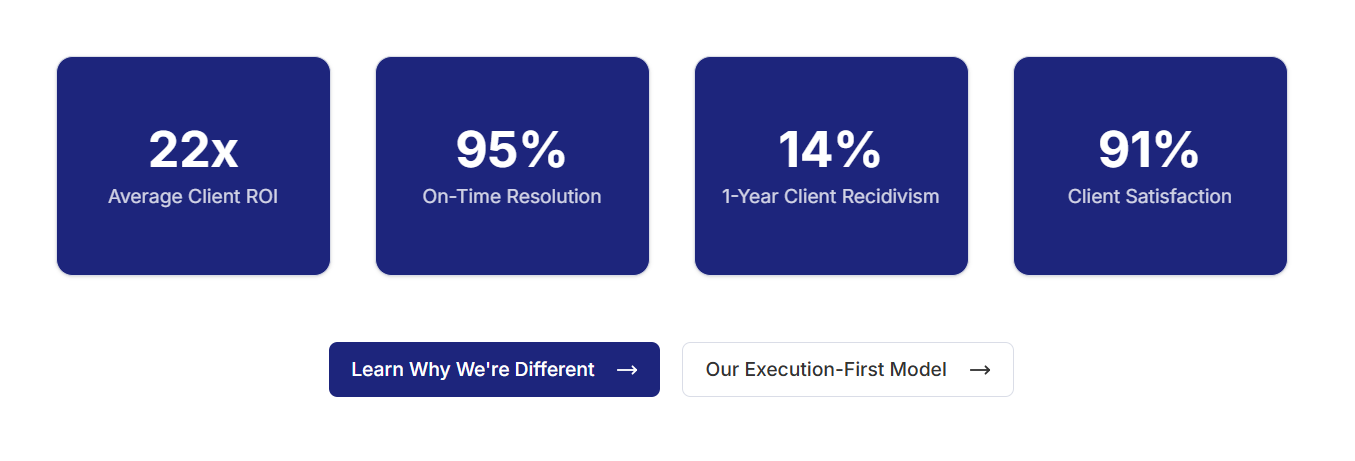 22x
Average Client ROI
95%
On-Time Resolution
14%
1-Year Client Recidivism
91%
Client Satisfaction
Learn Why We're Different →
Our Execution-First Model →